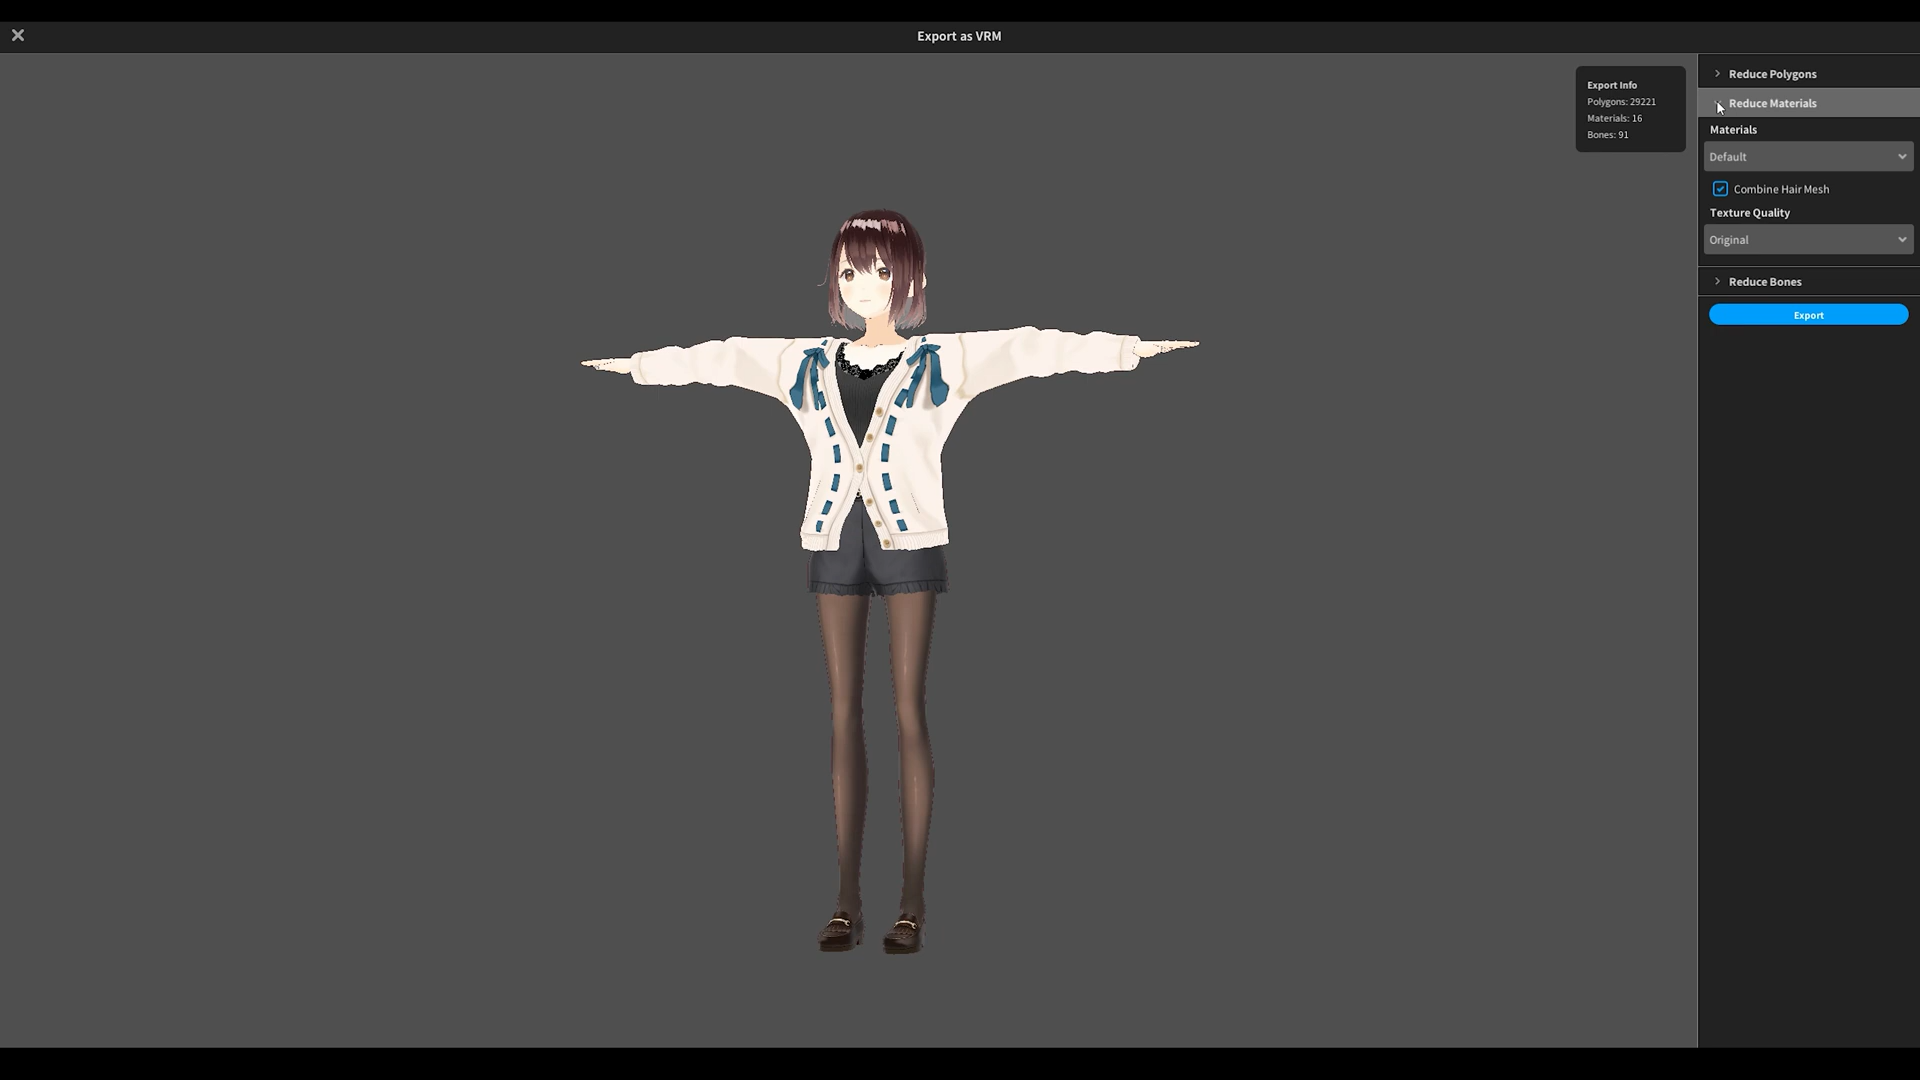 Export as VRM
Export Info
Polygons: 29221
Materials: 16
Bones: 91
Reduce Polygons
Reduce Materials
Materials
Default
Combine Hair Mesh
Texture Quality
Original
Reduce Bones
Export